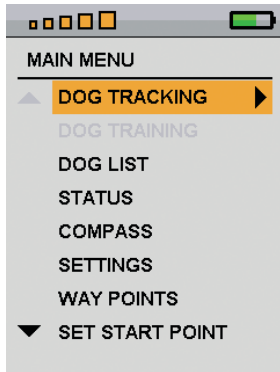 MAIN MENU
DOG TRACKING
DOG TRAINING
DOG LIST
STATUS
COMPASS
SETTINGS
WAY POINTS
SET START POINT